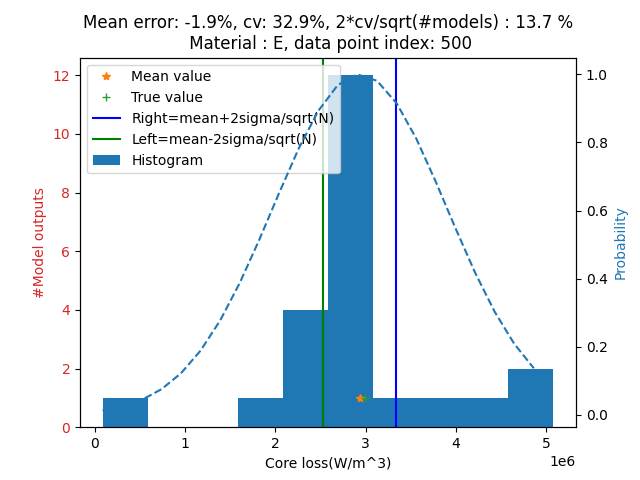 Mean error: -1.9%, cv: 32.9%, 2*cv/sqrt(#models) : 13.7 %
Material : E, data point index: 500
Mean value
True value
Right=mean+2sigma/sqrt(N)
Left=mean-2sigma/sqrt(N)
Histogram
#Model outputs
12
10
8
6
4
2
0
Probability
1.0
0.8
0.6
0.4
0.2
0.0
0 1 2 3 4 5
1e6
Core loss(W/m^3)